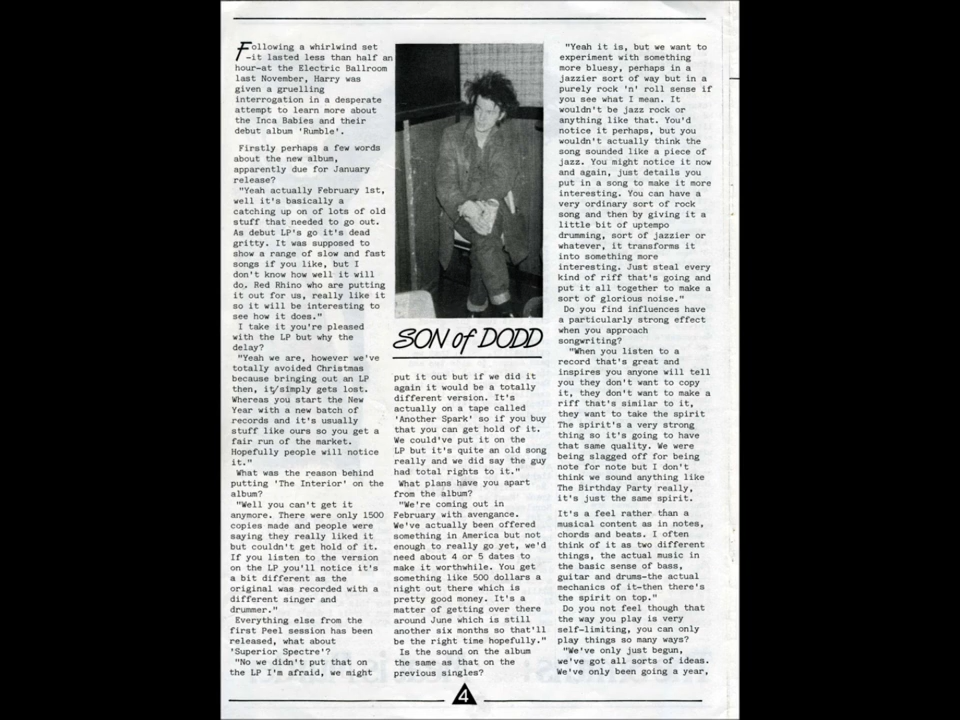 Following a whirlwind set
-it lasted less than half an
hour-at the Electric Ballroom
last November, Harry was
given a gruelling
interrogation in a desperate
attempt to learn more about
the Inca Babies and their
debut album 'Rumble'.
Firstly perhaps a few words
about the new album,
apparently due for January
release?
"Yeah actually February 1st,
well it's basically a
catching up on of lots of old
stuff that needed to go out.
As debut LP's go it's dead
gritty. It was supposed to
show a range of slow and fast
songs if you like, but I
don't know how well it will
do. Red Rhino who are putting
it out for us, really like it
so it will be interesting to
see how it does."
I take it you're pleased
with the LP but why the
delay?
"Yeah we are, however we've
totally avoided Christmas
because bringing out an LP
then, it/simply gets lost.
Whereas you start the New
Year with a new batch of
records and it's usually
stuff like ours so you get a
fair run of the market.
Hopefully people will notice
it."
What was the reason behind
putting 'The Interior' on the
album?
"Well you can't get it
anymore. There were only 1500
copies made and people were
saying they really liked it
but couldn't get hold of it.
If you listen to the version
on the LP you'll notice it's
a bit different as the
original was recorded with a
different singer and
drummer."
Everything else from the
first Peel session has been
released, what about
'Superior Spectre'?
"No we didn't put that on
the LP I'm afraid, we might
SON of DODD
put it out but if we did it
again it would be a totally
different version. It's
actually on a tape called
'Another Spark' so if you buy
that you can get hold of it.
We could've put it on the
LP but it's quite an old song
really and we did say the guy
had total rights to it."
What plans have you apart
from the album?
"We're coming out in
February with avengance.
We've actually been offered
something in America but not
enough to really go yet, we'd
need about 4 or 5 dates to
make it worthwhile. You get
something like 500 dollars a
night out there which is
pretty good money. It's a
matter of getting over there
around June which is still
another six months so that'll
be the right time hopefully."
Is the sound on the album
the same as that on the
previous singles?
"Yeah it is, but we want to
experiment with something
more bluesy, perhaps in a
jazzier sort of way but in a
purely rock 'n' roll sense if
you see what I mean. It
wouldn't be jazz rock or
anything like that. You'd
notice it perhaps, but you
wouldn't actually think the
song sounded like a piece of
jazz. You might notice it now
and again, just details you
put in a song to make it more
interesting. You can have a
very ordinary sort of rock
song and then by giving it a
little bit of uptempo
drumming, sort of jazzier or
whatever, it transforms it
into something more
interesting. Just steal every
kind of riff that's going and
put it all together to make a
sort of glorious noise."
Do you find influences have
a particularly strong effect
when you approach
songwriting?
"When you listen to a
record that's great and
inspires you anyone will tell
you they don't want to copy
it, they don't want to make a
riff that's similar to it,
they want to take the spirit
The spirit's a very strong
thing so it's going to have
that same quality. We were
being slagged off for being
note for note but I don't
think we sound anything like
The Birthday Party really,
it's just the same spirit.
It's a feel rather than a
musical content as in notes,
chords and beats. I often
think of it as two different
things, the actual music in
the basic sense of bass,
guitar and drums-the actual
mechanics of it-then there's
the spirit on top."
Do you not feel though that
the way you play is very
self-limiting, you can only
play things so many ways?
"We've only just begun,
we've got all sorts of ideas.
We've only been going a year,
4